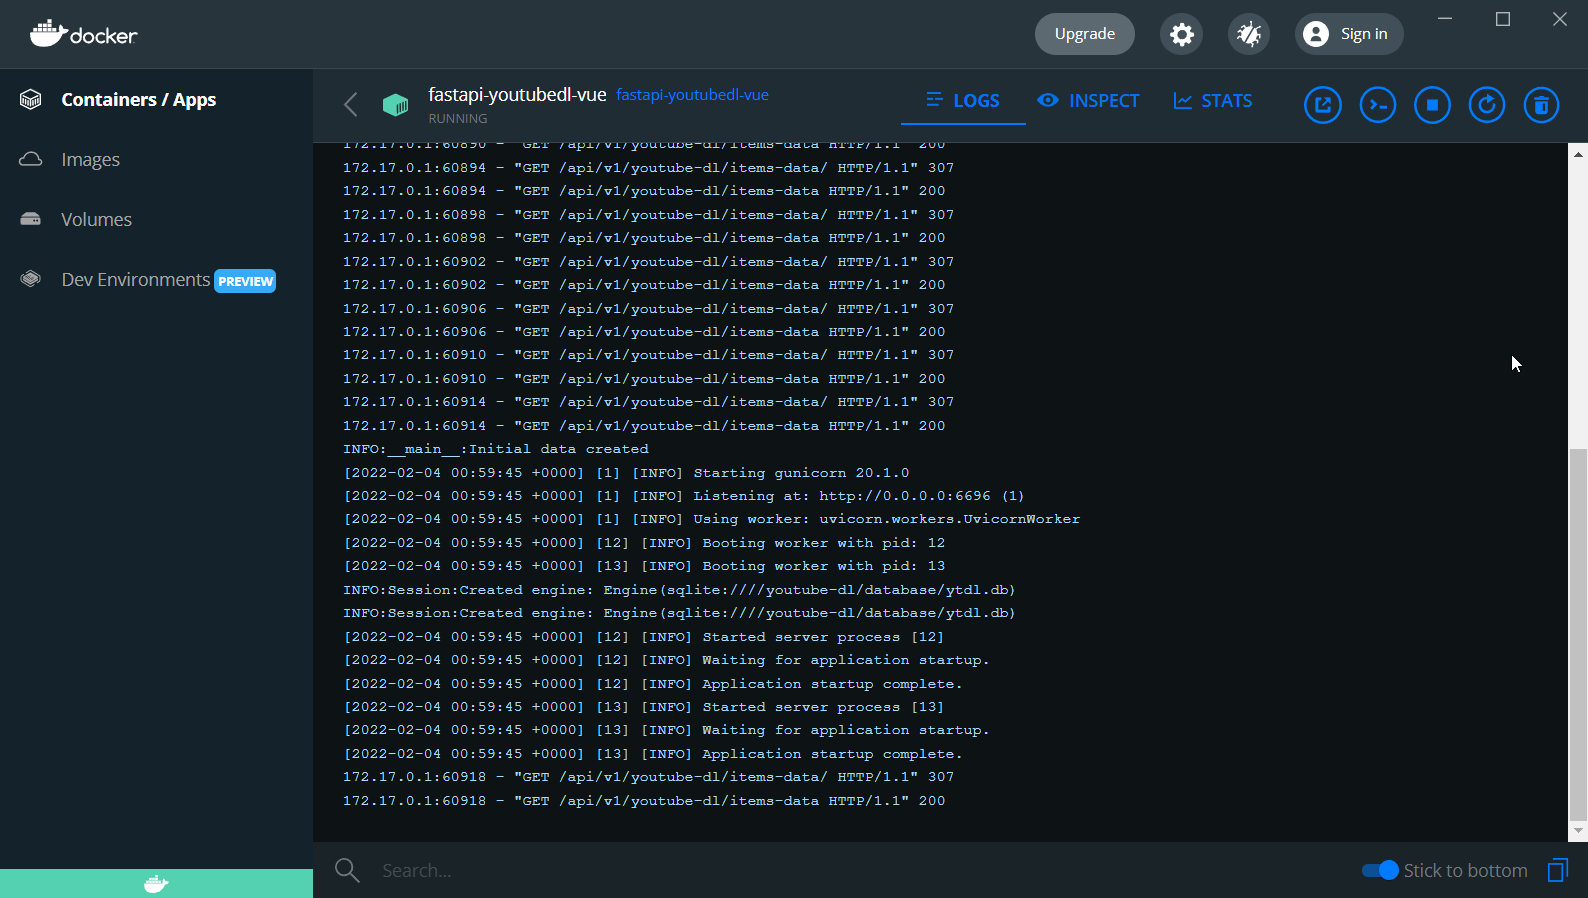 docker
Upgrade
Sign in
Containers / Apps
Images
Volumes
Dev Environments PREVIEW
fastapi-youtubedl-vue fastapi-youtubedl-vue
RUNNING
LOGS
INSPECT
STATS
172.17.0.1:60890 - "GET /api/v1/youtube-dl/items-data HTTP/1.1" 200
172.17.0.1:60894 - "GET /api/v1/youtube-dl/items-data/ HTTP/1.1" 307
172.17.0.1:60894 - "GET /api/v1/youtube-dl/items-data HTTP/1.1" 200
172.17.0.1:60898 - "GET /api/v1/youtube-dl/items-data/ HTTP/1.1" 307
172.17.0.1:60898 - "GET /api/v1/youtube-dl/items-data HTTP/1.1" 200
172.17.0.1:60902 - "GET /api/v1/youtube-dl/items-data/ HTTP/1.1" 307
172.17.0.1:60902 - "GET /api/v1/youtube-dl/items-data HTTP/1.1" 200
172.17.0.1:60906 - "GET /api/v1/youtube-dl/items-data/ HTTP/1.1" 307
172.17.0.1:60906 - "GET /api/v1/youtube-dl/items-data HTTP/1.1" 200
172.17.0.1:60910 - "GET /api/v1/youtube-dl/items-data/ HTTP/1.1" 307
172.17.0.1:60910 - "GET /api/v1/youtube-dl/items-data HTTP/1.1" 200
172.17.0.1:60914 - "GET /api/v1/youtube-dl/items-data/ HTTP/1.1" 307
172.17.0.1:60914 - "GET /api/v1/youtube-dl/items-data HTTP/1.1" 200
INFO:__main__:Initial data created
[2022-02-04 00:59:45 +0000] [1] [INFO] Starting gunicorn 20.1.0
[2022-02-04 00:59:45 +0000] [1] [INFO] Listening at: http://0.0.0.0:6696 (1)
[2022-02-04 00:59:45 +0000] [1] [INFO] Using worker: uvicorn.workers.UvicornWorker
[2022-02-04 00:59:45 +0000] [12] [INFO] Booting worker with pid: 12
[2022-02-04 00:59:45 +0000] [13] [INFO] Booting worker with pid: 13
INFO:Session:Created engine: Engine(sqlite:////youtube-dl/database/ytdl.db)
INFO:Session:Created engine: Engine(sqlite:////youtube-dl/database/ytdl.db)
[2022-02-04 00:59:45 +0000] [12] [INFO] Started server process [12]
[2022-02-04 00:59:45 +0000] [12] [INFO] Waiting for application startup.
[2022-02-04 00:59:45 +0000] [12] [INFO] Application startup complete.
[2022-02-04 00:59:45 +0000] [13] [INFO] Started server process [13]
[2022-02-04 00:59:45 +0000] [13] [INFO] Waiting for application startup.
[2022-02-04 00:59:45 +0000] [13] [INFO] Application startup complete.
172.17.0.1:60918 - "GET /api/v1/youtube-dl/items-data/ HTTP/1.1" 307
172.17.0.1:60918 - "GET /api/v1/youtube-dl/items-data HTTP/1.1" 200
Search...
Stick to bottom